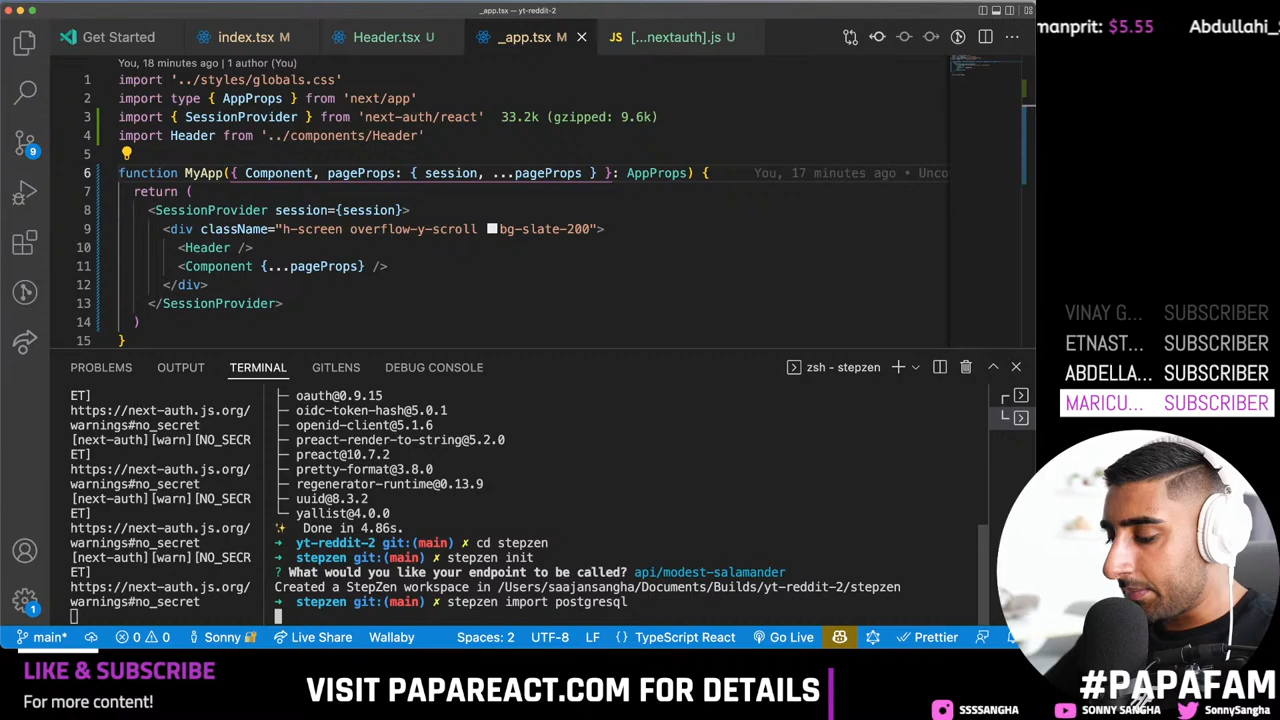 _app.tsx — yt-reddit-2
Get Started
index.tsx M
Header.tsx U
_app.tsx M
JS [...nextauth].js U
manprit: $5.55 Abdullahi_
You, 18 minutes ago | 1 author (You)
1 import '../styles/globals.css'
2 import type { AppProps } from 'next/app'
3 import { SessionProvider } from 'next-auth/react' 33.2k (gzipped: 9.6k)
4 import Header from '../components/Header'
5
6 function MyApp({ Component, pageProps: { session, ...pageProps } }: AppProps) { You, 17 minutes ago • Unco
7 return (
8 <SessionProvider session={session}>
9 <div className="h-screen overflow-y-scroll bg-slate-200">
10 <Header />
11 <Component {...pageProps} />
12 </div>
13 </SessionProvider>
14 )
15 }
9
1
PROBLEMS OUTPUT TERMINAL GITLENS DEBUG CONSOLE
zsh - stepzen
ET]
https://next-auth.js.org/
warnings#no_secret
[next-auth][warn][NO_SECR
ET]
https://next-auth.js.org/
warnings#no_secret
[next-auth][warn][NO_SECR
ET]
https://next-auth.js.org/
warnings#no_secret
[next-auth][warn][NO_SECR
ET]
https://next-auth.js.org/
warnings#no_secret
├─ oauth@0.9.15
├─ oidc-token-hash@5.0.1
├─ openid-client@5.1.6
├─ preact-render-to-string@5.2.0
├─ preact@10.7.2
├─ pretty-format@3.8.0
├─ regenerator-runtime@0.13.9
├─ uuid@8.3.2
└─ yallist@4.0.0
✨ Done in 4.86s.
➜ yt-reddit-2 git:(main) ✗ cd stepzen
➜ stepzen git:(main) ✗ stepzen init
? What would you like your endpoint to be called? api/modest-salamander
Created a StepZen workspace in /Users/saajansangha/Documents/Builds/yt-reddit-2/stepzen
➜ stepzen git:(main) ✗ stepzen import postgresql
main* 0 0 Sonny Live Share Wallaby Spaces: 2 UTF-8 LF TypeScript React Go Live Prettier
VINAY G... SUBSCRIBER
ETNAST... SUBSCRIBER
ABDELLA... SUBSCRIBER
MARICU... SUBSCRIBER
LIKE & SUBSCRIBE
For more content!
VISIT PAPAREACT.COM FOR DETAILS
#PAPAFAM
SSSSANGHA SONNY SANGHA SonnySangha